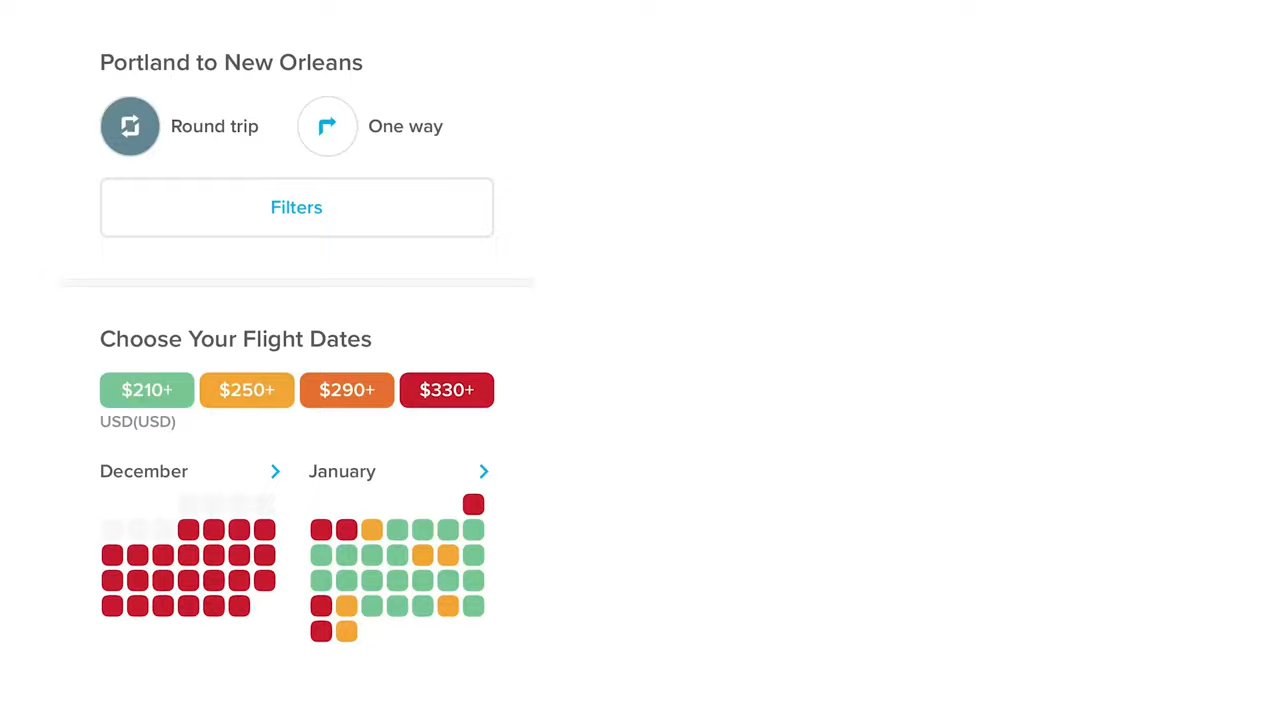 Portland to New Orleans
Round trip One way
Filters
Choose Your Flight Dates
$210+ $250+ $290+ $330+
USD(USD)
December January